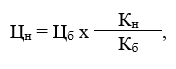 Цн = Цб х Кн / Кб,